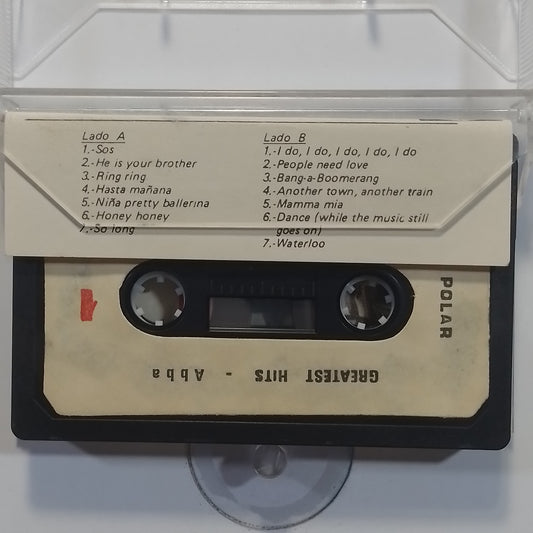 Lado A
1.-Sos
2.-He is your brother
3.-Ring ring
4.-Hasta mañana
5.-Niña pretty ballerina
6.-Honey honey
7.-So long
Lado B
1.-I do, I do, I do, I do, I do
2.-People need love
3.-Bang-a-Boomerang
4.-Another town, another train
5.-Mamma mia
6.-Dance (while the music still
goes on)
7.-Waterloo
POLAR
GREATEST HITS - Abba